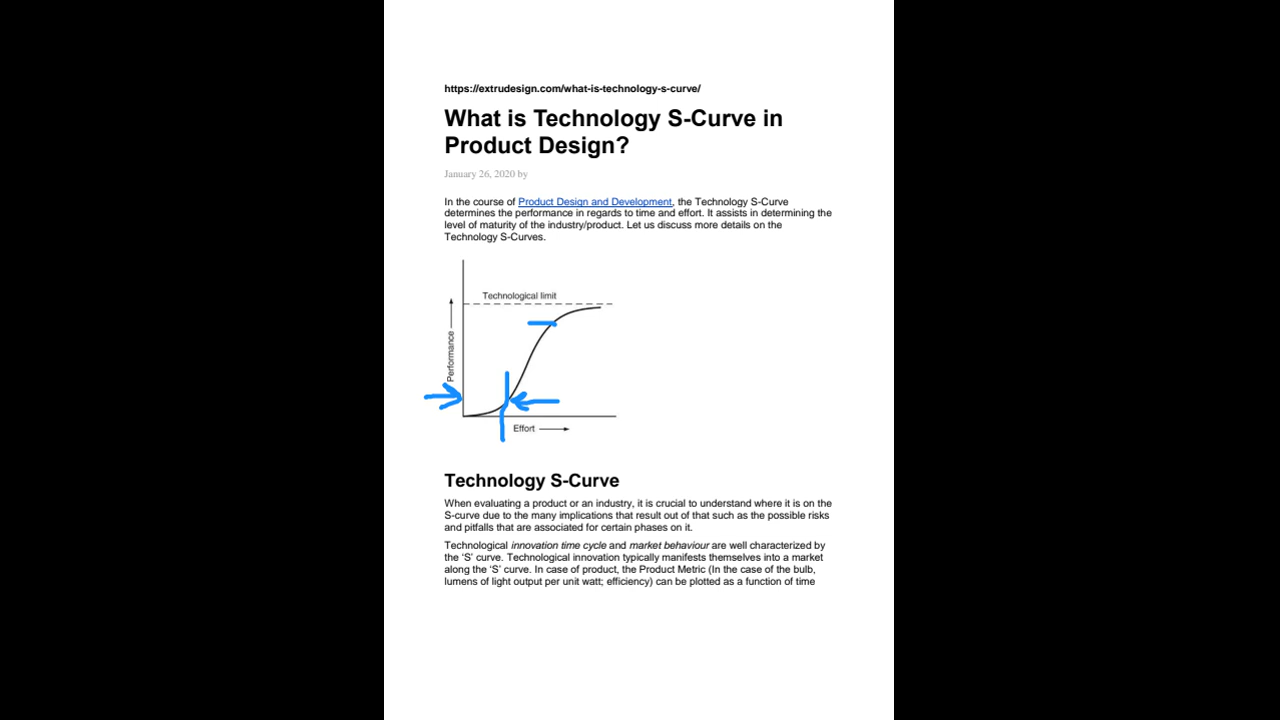 https://extrudesign.com/what-is-technology-s-curve/
What is Technology S-Curve in
Product Design?
January 26, 2020 by
In the course of Product Design and Development, the Technology S-Curve
determines the performance in regards to time and effort. It assists in determining the
level of maturity of the industry/product. Let us discuss more details on the
Technology S-Curves.
Technological limit
Performance
Effort
Technology S-Curve
When evaluating a product or an industry, it is crucial to understand where it is on the
S-curve due to the many implications that result out of that such as the possible risks
and pitfalls that are associated for certain phases on it.
Technological innovation time cycle and market behaviour are well characterized by
the ‘S’ curve. Technological innovation typically manifests themselves into a market
along the ‘S’ curve. In case of product, the Product Metric (In the case of the bulb,
lumens of light output per unit watt; efficiency) can be plotted as a function of time